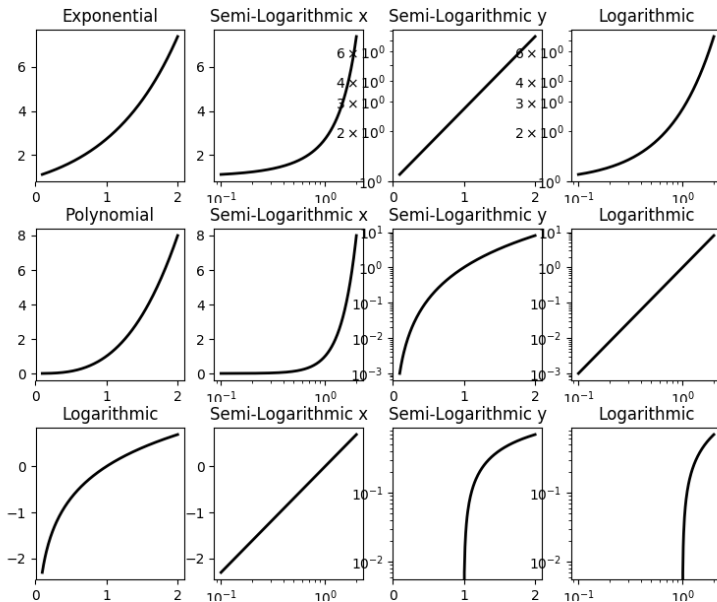 Exponential Semi-Logarithmic x Semi-Logarithmic y Logarithmic
6 6 × 10⁰ 6 × 10⁰
4 4 × 10⁰ 4 × 10⁰
3 × 10⁰ 3 × 10⁰
2 2 2 × 10⁰ 2 × 10⁰
10⁰ 10⁰
0 1 2 10⁻¹ 10⁰ 0 1 2 10⁻¹ 10⁰
Polynomial Semi-Logarithmic x Semi-Logarithmic y Logarithmic
8 8 10¹ 10¹
6 6 10⁰ 10⁰
4 4 10⁻¹ 10⁻¹
2 2 10⁻² 10⁻²
0 0 10⁻³ 10⁻³
0 1 2 10⁻¹ 10⁰ 0 1 2 10⁻¹ 10⁰
Logarithmic Semi-Logarithmic x Semi-Logarithmic y Logarithmic
0 0
−1 −1 10⁻¹ 10⁻¹
−2 −2 10⁻² 10⁻²
0 1 2 10⁻¹ 10⁰ 0 1 2 10⁻¹ 10⁰